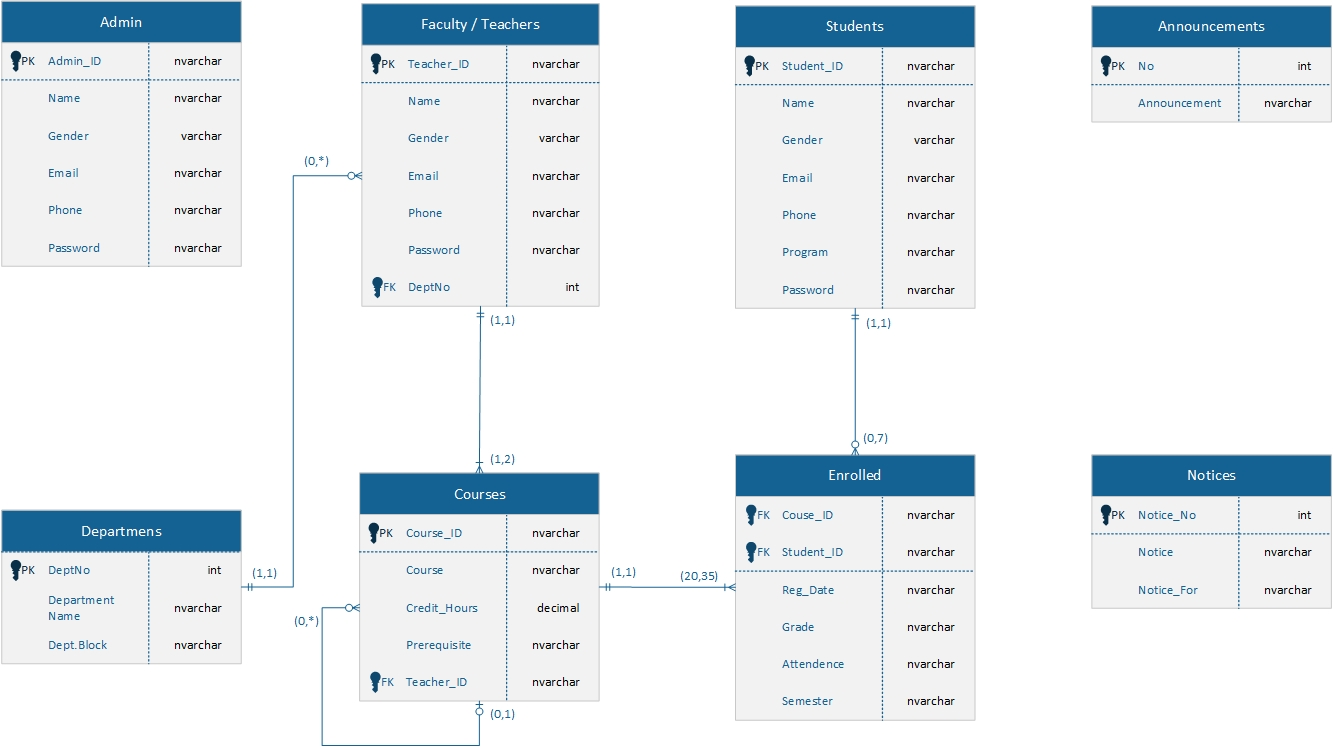 Admin
PK Admin_ID nvarchar
Name nvarchar
Gender varchar
Email nvarchar
Phone nvarchar
Password nvarchar
Faculty / Teachers
PK Teacher_ID nvarchar
Name nvarchar
Gender varchar
Email nvarchar
Phone nvarchar
Password nvarchar
FK DeptNo int
Students
PK Student_ID nvarchar
Name nvarchar
Gender varchar
Email nvarchar
Phone nvarchar
Program nvarchar
Password nvarchar
Announcements
PK No int
Announcement nvarchar
(0,*)
(1,1)
(1,2)
(1,1)
(0,7)
Departmens
PK DeptNo int
Department
Name nvarchar
Dept.Block nvarchar
(1,1)
(0,*)
Courses
PK Course_ID nvarchar
Course nvarchar
Credit_Hours decimal
Prerequisite nvarchar
FK Teacher_ID nvarchar
(0,1)
(1,1)
(20,35)
Enrolled
FK Couse_ID nvarchar
FK Student_ID nvarchar
Reg_Date nvarchar
Grade nvarchar
Attendence nvarchar
Semester nvarchar
Notices
PK Notice_No int
Notice nvarchar
Notice_For nvarchar